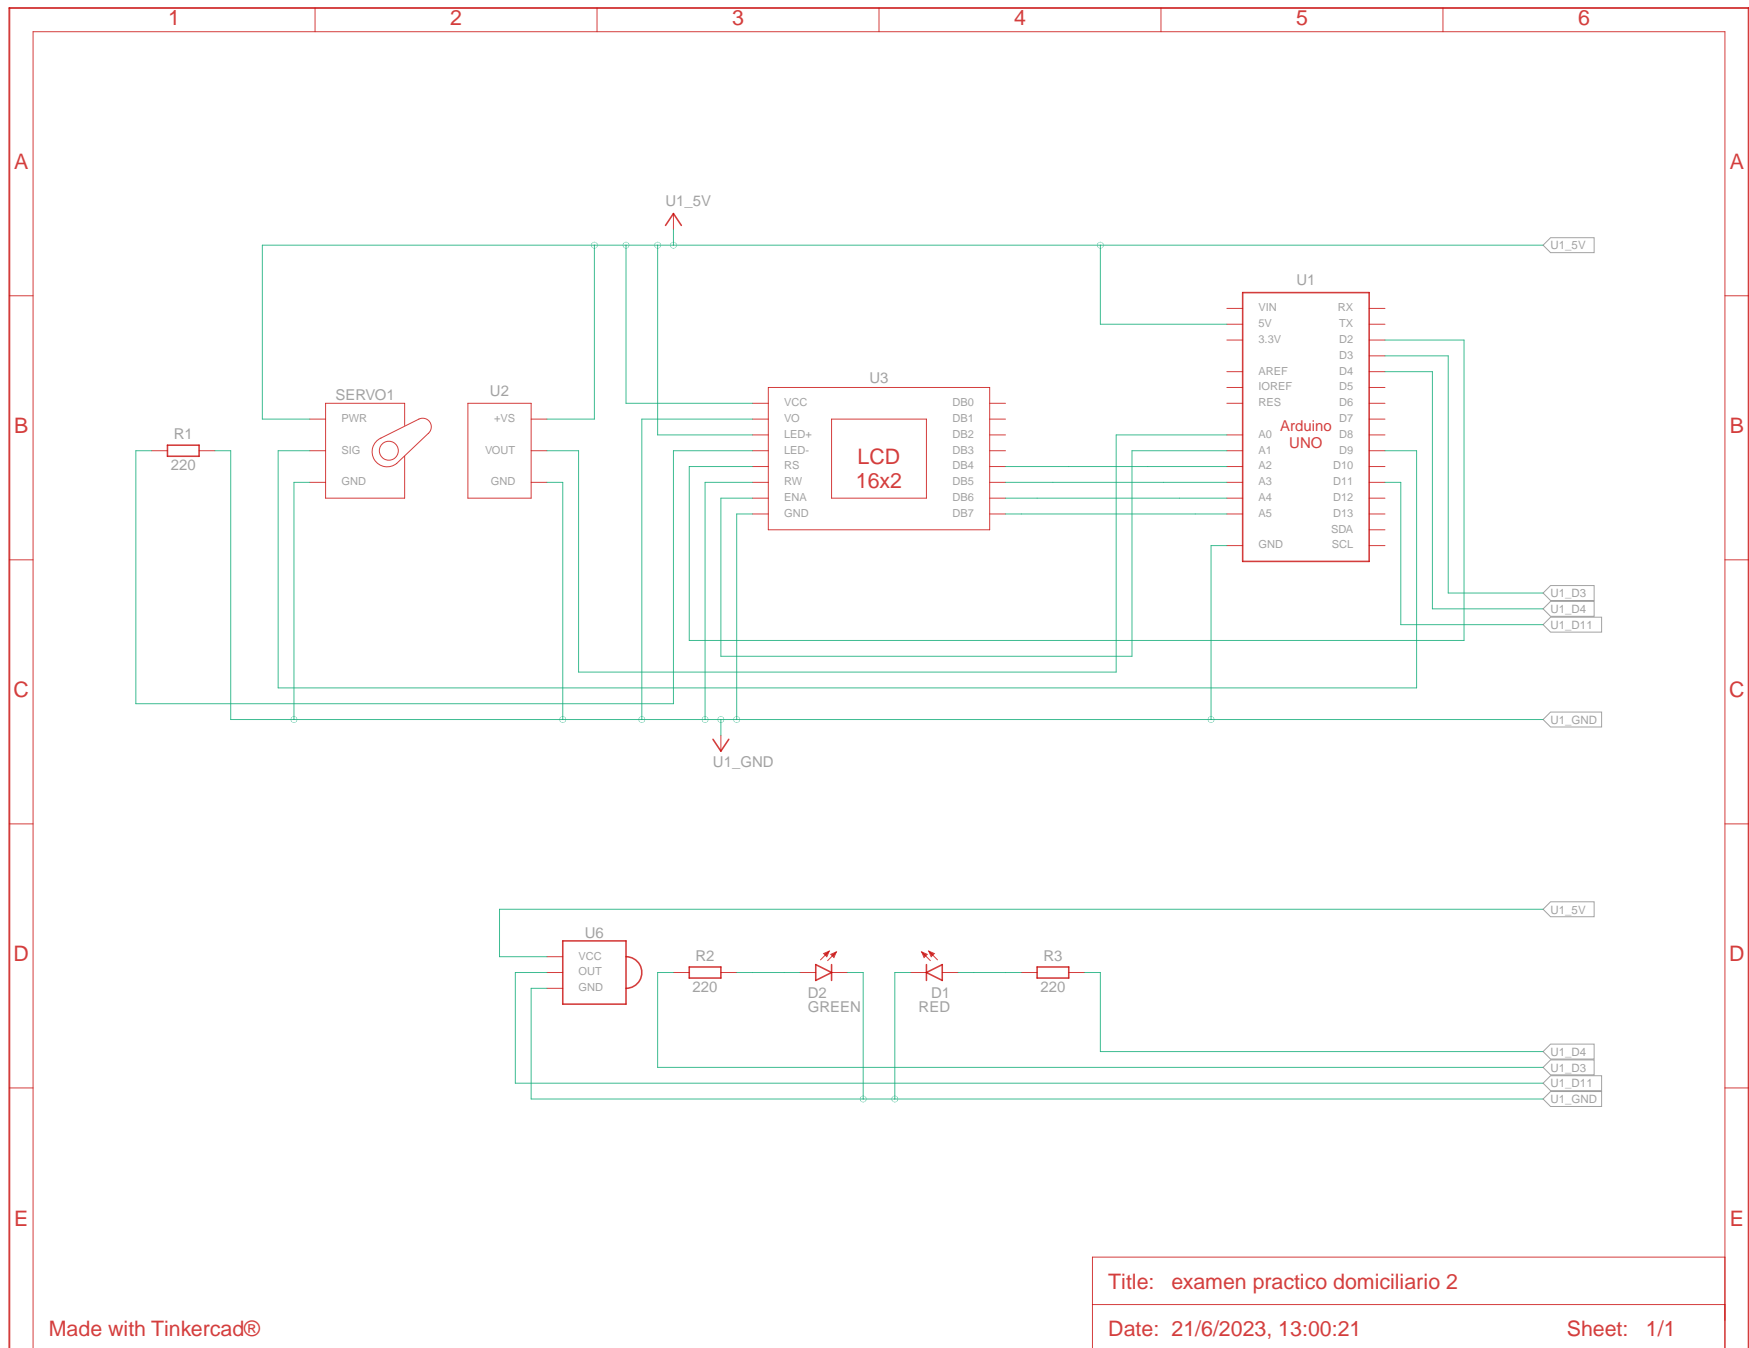 1 2 3 4 5 6
A A
U1_5V
U1_5V
U1
VIN RX
5V TX
3.3V D2
D3
AREF D4
IOREF D5
RES D6
D7
A0 D8
A1 D9
A2 D10
A3 D11
A4 D12
A5 D13
SDA
GND SCL
Arduino
UNO
B B
R1
220
SERVO1
PWR
SIG
GND
U2
+VS
VOUT
GND
U3
VCC DB0
VO DB1
LED+ DB2
LED- DB3
RS DB4
RW DB5
ENA DB6
GND DB7
LCD
16x2
U1_D3
U1_D4
U1_D11
C C
U1_GND
U1_GND
U1_5V
D D
U6
VCC
OUT
GND
R2
220
D2
GREEN
D1
RED
R3
220
U1_D4
U1_D3
U1_D11
U1_GND
E E
Title: examen practico domiciliario 2
Made with Tinkercad®
Date: 21/6/2023, 13:00:21 Sheet: 1/1